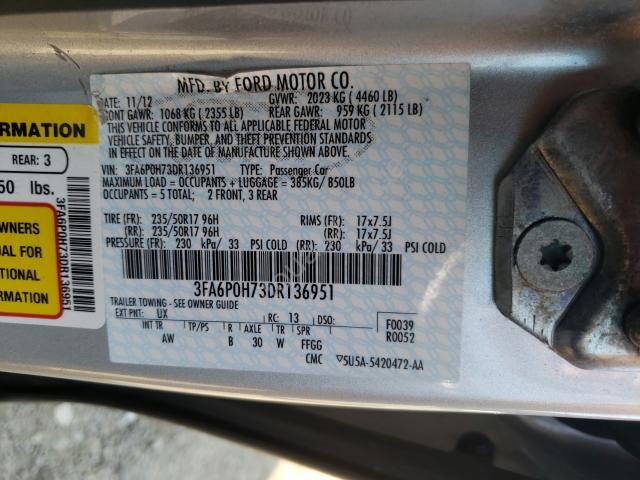 MFD. BY FORD MOTOR CO.
11/12 GVWR: 2023 KG ( 4460 LB)
ONT GAWR: 1068 KG ( 2355 LB) REAR GAWR: 959 KG ( 2115 LB)
THIS VEHICLE CONFORMS TO ALL APPLICABLE FEDERAL MOTOR
VEHICLE SAFETY, BUMPER, AND THEFT PREVENTION STANDARDS
IN EFFECT ON THE DATE OF MANUFACTURE SHOWN ABOVE.
VIN: 3FA6P0H73DR136951 TYPE: Passenger Car
MAXIMUM LOAD = OCCUPANTS + LUGGAGE = 385KG / 850LB
OCCUPANTS = 5 TOTAL; 2 FRONT, 3 REAR
TIRE (FR): 235/50R17 96H RIMS (FR): 17x7.5J
(RR): 235/50R17 96H (RR): 17x7.5J
PRESSURE (FR): 230 kPa/ 33 PSI COLD (RR): 230 kPa/ 33 PSI COLD
3FA6P0H73DR136951
TRAILER TOWING - SEE OWNER GUIDE
EXT PNT: UX RC: 13 DSO: F0039
INT TR TP/PS R AXLE TR SPR R0052
AW B 30 W FFGG
CMC 5U5A-5420472-AA
ORMATION
REAR: 3
50 lbs.
WNERS
UAL FOR
TIONAL
ATION
3FA6P0H73DR136951